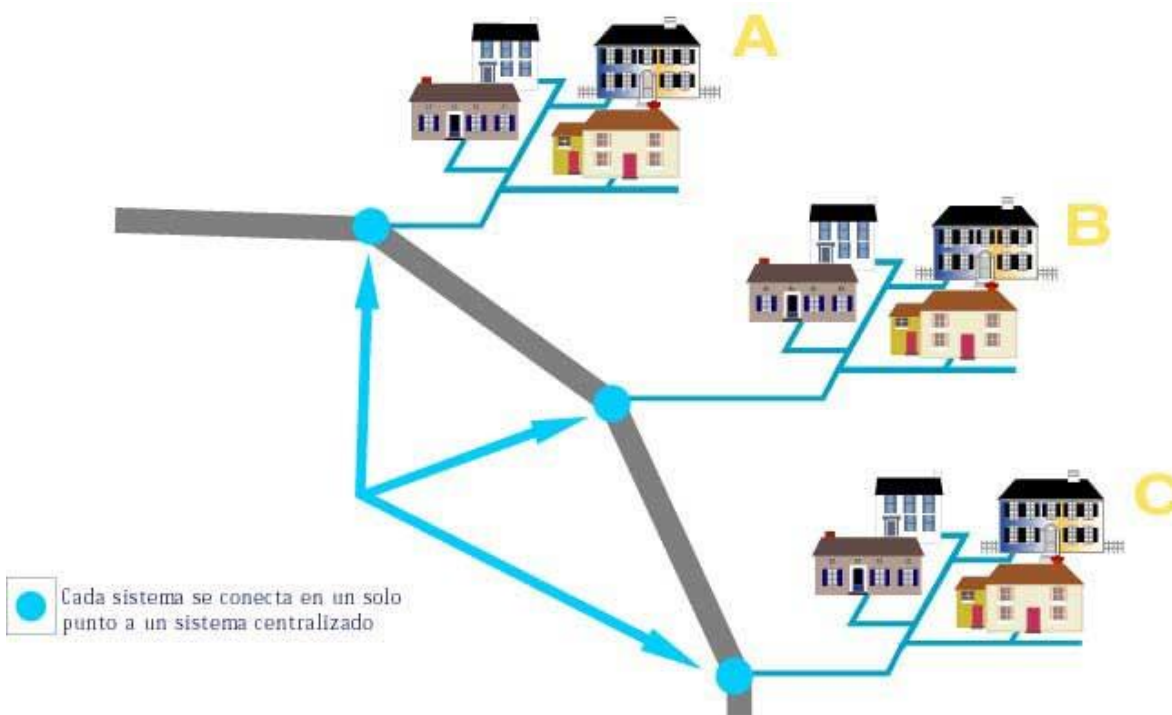 A
B
C
Cada sistema se conecta en un solo
punto a un sistema centralizado